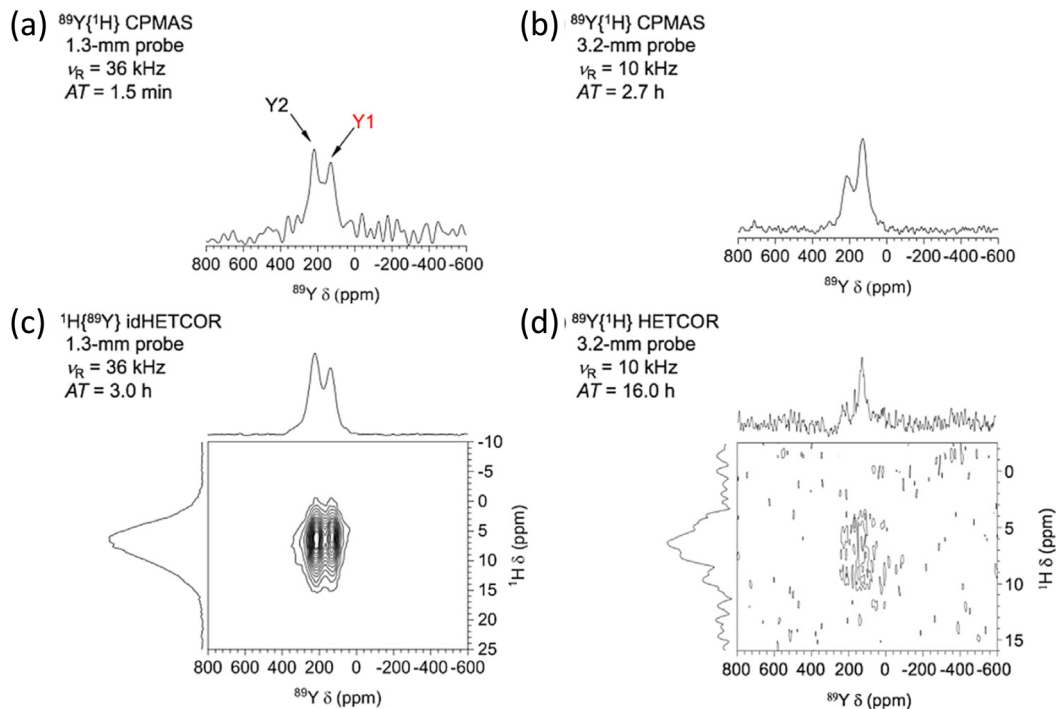 (a) ⁸⁹Y{¹H} CPMAS
1.3-mm probe
νR = 36 kHz
AT = 1.5 min
Y2
Y1
800 600 400 200 0 -200 -400 -600
⁸⁹Y δ (ppm)
(b) ⁸⁹Y{¹H} CPMAS
3.2-mm probe
νR = 10 kHz
AT = 2.7 h
800 600 400 200 0 -200 -400 -600
⁸⁹Y δ (ppm)
(c) ¹H{⁸⁹Y} idHETCOR
1.3-mm probe
νR = 36 kHz
AT = 3.0 h
-10
-5
0
5
10
15
20
25
¹H δ (ppm)
800 600 400 200 0 -200 -400 -600
⁸⁹Y δ (ppm)
(d) ⁸⁹Y{¹H} HETCOR
3.2-mm probe
νR = 10 kHz
AT = 16.0 h
0
5
10
15
¹H δ (ppm)
800 600 400 200 0 -200 -400 -600
⁸⁹Y δ (ppm)